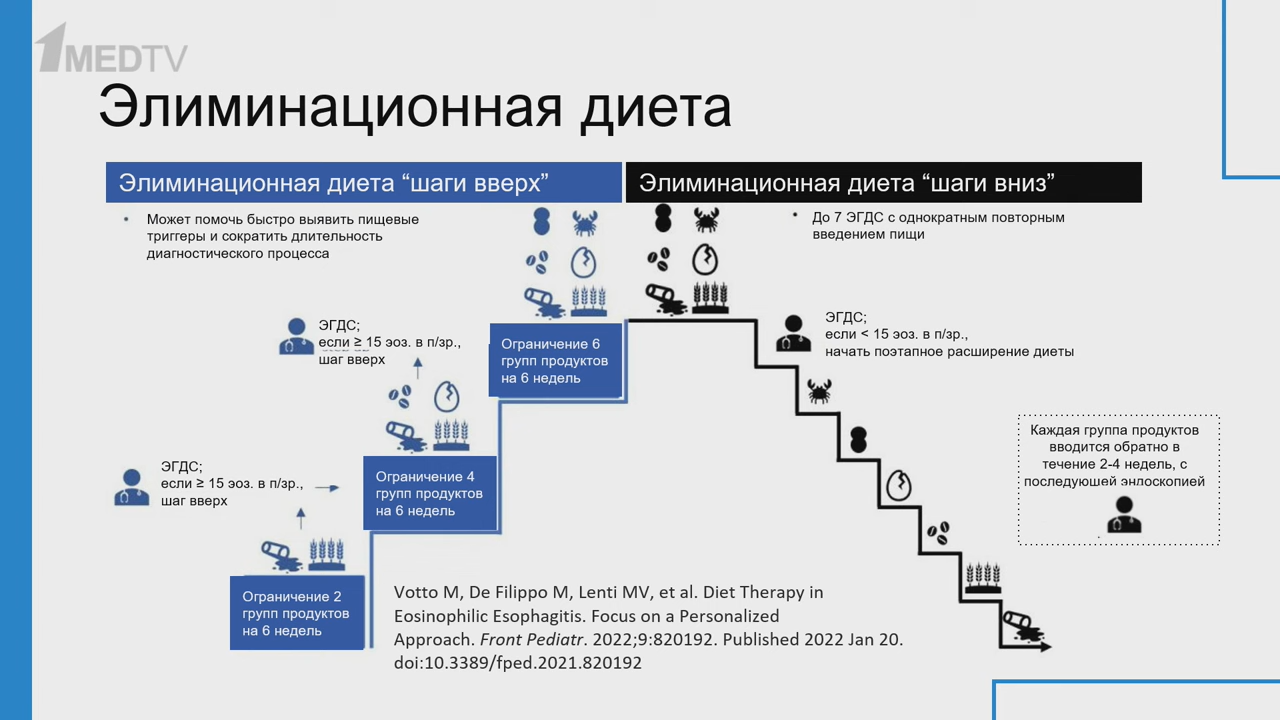 1MEDTV
Элиминационная диета
Элиминационная диета “шаги вверх”
• Может помочь быстро выявить пищевые
триггеры и сократить длительность
диагностического процесса
ЭГДС;
если ≥ 15 эоз. в п/зр.,
шаг вверх
Ограничение 6
групп продуктов
на 6 недель
ЭГДС;
если ≥ 15 эоз. в п/зр.,
шаг вверх
Ограничение 4
групп продуктов
на 6 недель
Ограничение 2
групп продуктов
на 6 недель
Элиминационная диета “шаги вниз”
• До 7 ЭГДС с однократным повторным
введением пищи
ЭГДС;
если < 15 эоз. в п/зр.,
начать поэтапное расширение диеты
Каждая группа продуктов
вводится обратно в
течение 2-4 недель, с
последующей эндоскопией
Votto M, De Filippo M, Lenti MV, et al. Diet Therapy in
Eosinophilic Esophagitis. Focus on a Personalized
Approach. Front Pediatr. 2022;9:820192. Published 2022 Jan 20.
doi:10.3389/fped.2021.820192